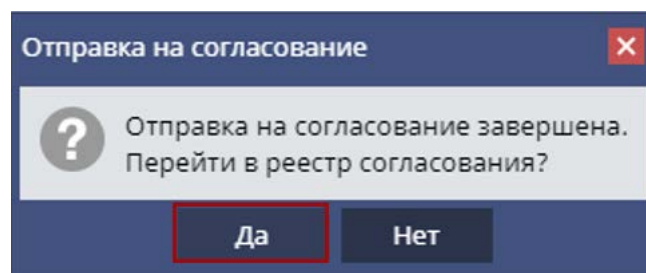 Отправка на согласование
Отправка на согласование завершена.
Перейти в реестр согласования?
Да Нет